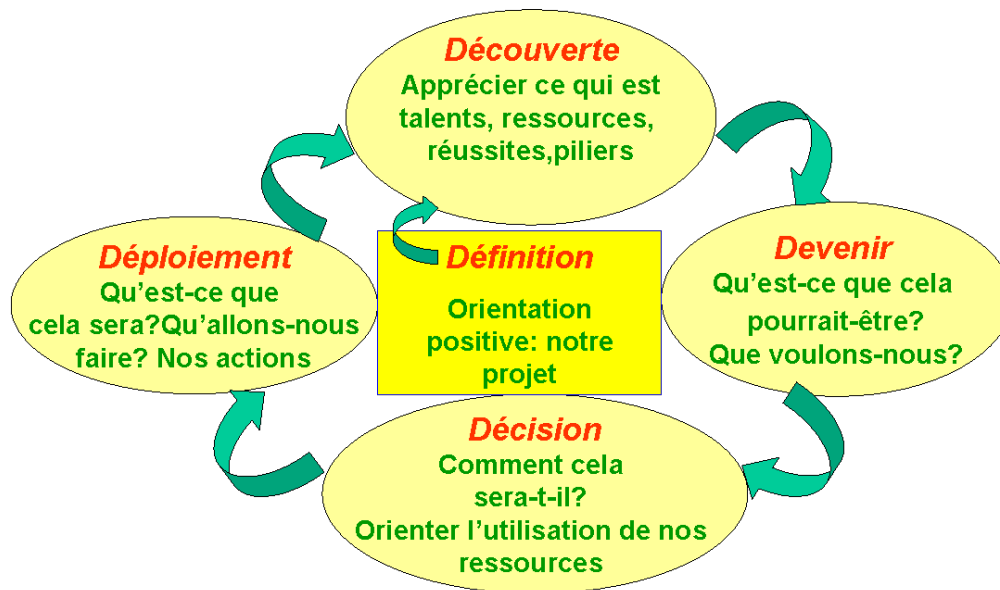 Découverte
Apprécier ce qui est
talents, ressources,
réussites,piliers
Déploiement
Qu’est-ce que
cela sera?Qu’allons-nous
faire? Nos actions
Définition
Orientation
positive: notre
projet
Devenir
Qu’est-ce que cela
pourrait-être?
Que voulons-nous?
Décision
Comment cela
sera-t-il?
Orienter l’utilisation de nos
ressources